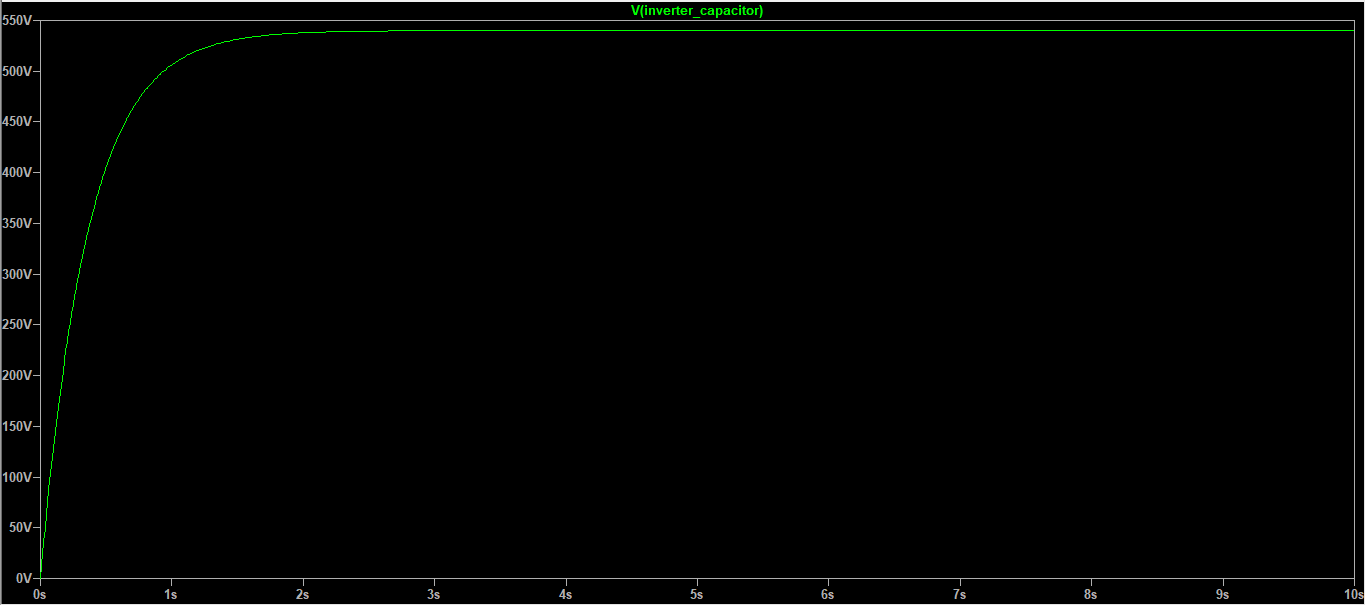 V(inverter_capacitor)
550V
500V
450V
400V
350V
300V
250V
200V
150V
100V
50V
0V
0s 1s 2s 3s 4s 5s 6s 7s 8s 9s 10s